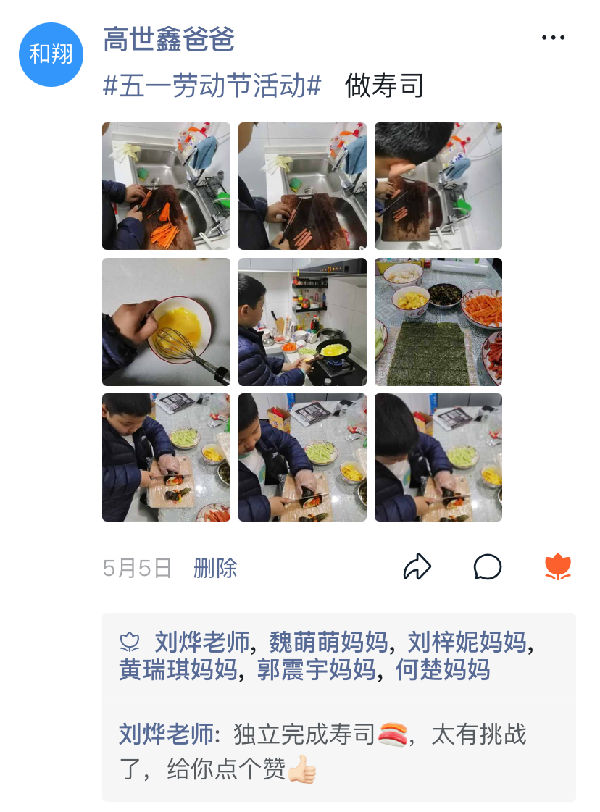 和翔
高世鑫爸爸
#五一劳动节活动# 做寿司
5月5日 删除
刘烨老师, 魏萌萌妈妈, 刘梓妮妈妈,
黄瑞琪妈妈, 郭震宇妈妈, 何楚妈妈
刘烨老师: 独立完成寿司🍣，太有挑战
了，给你点个赞👍🏻